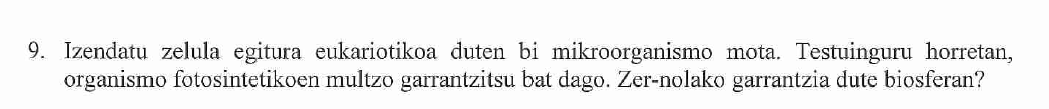 9. Izendatu zelula egitura eukariotikoa duten bi mikroorganismo mota. Testuinguru horretan,
organismo fotosintetikoen multzo garrantzitsu bat dago. Zer-nolako garrantzia dute biosferan?